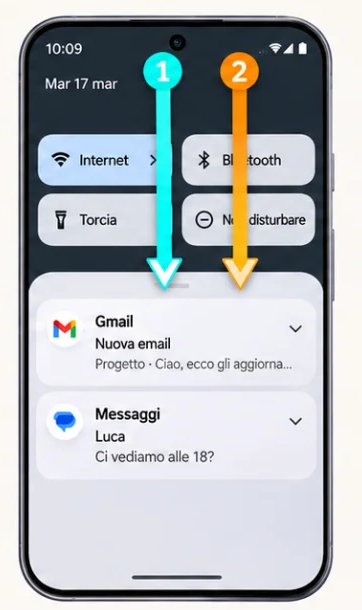 10:09
Mar 17 mar
1 2
Internet
Torcia
disturbare
Gmail
Nuova email
Progetto · Ciao, ecco gli aggiorna...
Messaggi
Luca
Ci vediamo alle 18?